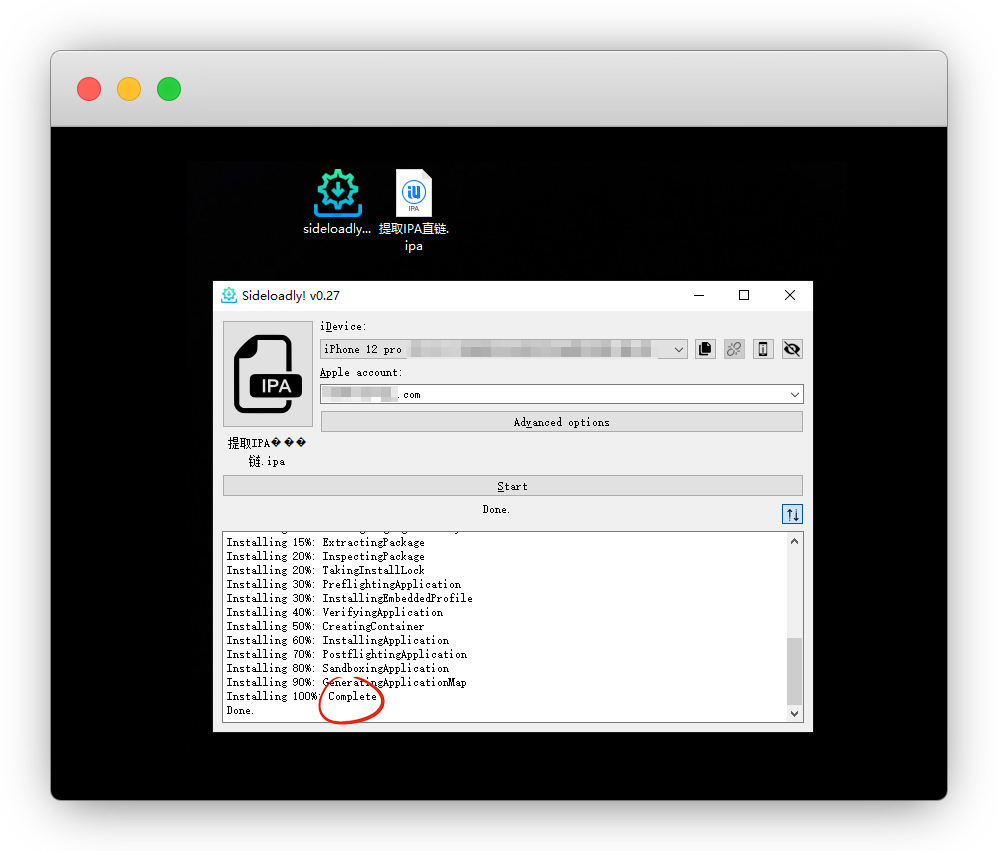 sideloadly...
提取IPA直链.
ipa
IPA
Sideloadly! v0.27
iDevice:
iPhone 12 pro
Apple account:
.com
IPA
Advanced options
提取IPA���
链.ipa
Start
Done.
Installing 15%: ExtractingPackage
Installing 20%: InspectingPackage
Installing 20%: TakingInstallLock
Installing 30%: PreflightingApplication
Installing 30%: InstallingEmbeddedProfile
Installing 40%: VerifyingApplication
Installing 50%: CreatingContainer
Installing 60%: InstallingApplication
Installing 70%: PostflightingApplication
Installing 80%: SandboxingApplication
Installing 90%: GeneratingApplicationMap
Installing 100%: Complete
Done.